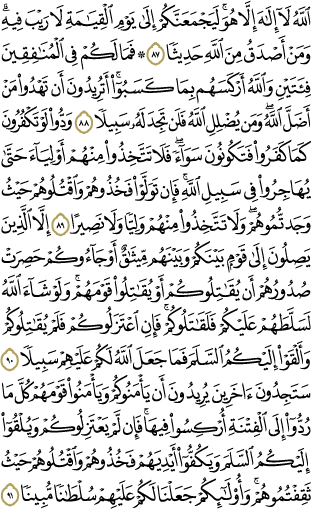 ٱللَّهُ لَآ إِلَٰهَ إِلَّا هُوَۚ لَيَجۡمَعَنَّكُمۡ إِلَىٰ يَوۡمِ ٱلۡقِيَٰمَةِ لَا رَيۡبَ فِيهِۗ
وَمَنۡ أَصۡدَقُ مِنَ ٱللَّهِ حَدِيثٗا ٨٧ ۞ فَمَا لَكُمۡ فِي ٱلۡمُنَٰفِقِينَ
فِئَتَيۡنِ وَٱللَّهُ أَرۡكَسَهُم بِمَا كَسَبُوٓاْۚ أَتُرِيدُونَ أَن تَهۡدُواْ مَنۡ
أَضَلَّ ٱللَّهُۖ وَمَن يُضۡلِلِ ٱللَّهُ فَلَن تَجِدَ لَهُۥ سَبِيلٗا ٨٨ وَدُّواْ لَوۡ تَكۡفُرُونَ
كَمَا كَفَرُواْ فَتَكُونُونَ سَوَآءٗۖ فَلَا تَتَّخِذُواْ مِنۡهُمۡ أَوۡلِيَآءَ حَتَّىٰ
يُهَاجِرُواْ فِي سَبِيلِ ٱللَّهِۚ فَإِن تَوَلَّوۡاْ فَخُذُوهُمۡ وَٱقۡتُلُوهُمۡ حَيۡثُ
وَجَدتُّمُوهُمۡۖ وَلَا تَتَّخِذُواْ مِنۡهُمۡ وَلِيّٗا وَلَا نَصِيرًا ٨٩ إِلَّا ٱلَّذِينَ
يَصِلُونَ إِلَىٰ قَوۡمِۭ بَيۡنَكُمۡ وَبَيۡنَهُم مِّيثَٰقٌ أَوۡ جَآءُوكُمۡ حَصِرَتۡ
صُدُورُهُمۡ أَن يُقَٰتِلُوكُمۡ أَوۡ يُقَٰتِلُواْ قَوۡمَهُمۡۚ وَلَوۡ شَآءَ ٱللَّهُ
لَسَلَّطَهُمۡ عَلَيۡكُمۡ فَلَقَٰتَلُوكُمۡۚ فَإِنِ ٱعۡتَزَلُوكُمۡ فَلَمۡ يُقَٰتِلُوكُمۡ
وَأَلۡقَوۡاْ إِلَيۡكُمُ ٱلسَّلَمَ فَمَا جَعَلَ ٱللَّهُ لَكُمۡ عَلَيۡهِمۡ سَبِيلٗا ٩٠
سَتَجِدُونَ ءَاخَرِينَ يُرِيدُونَ أَن يَأۡمَنُوكُمۡ وَيَأۡمَنُواْ قَوۡمَهُمۡ كُلَّ مَا
رُدُّوٓاْ إِلَى ٱلۡفِتۡنَةِ أُرۡكِسُواْ فِيهَاۚ فَإِن لَّمۡ يَعۡتَزِلُوكُمۡ وَيُلۡقُوٓاْ
إِلَيۡكُمُ ٱلسَّلَمَ وَيَكُفُّوٓاْ أَيۡدِيَهُمۡ فَخُذُوهُمۡ وَٱقۡتُلُوهُمۡ حَيۡثُ
ثَقِفۡتُمُوهُمۡۚ وَأُوْلَٰٓئِكُمۡ جَعَلۡنَا لَكُمۡ عَلَيۡهِمۡ سُلۡطَٰنٗا مُّبِينٗا ٩١